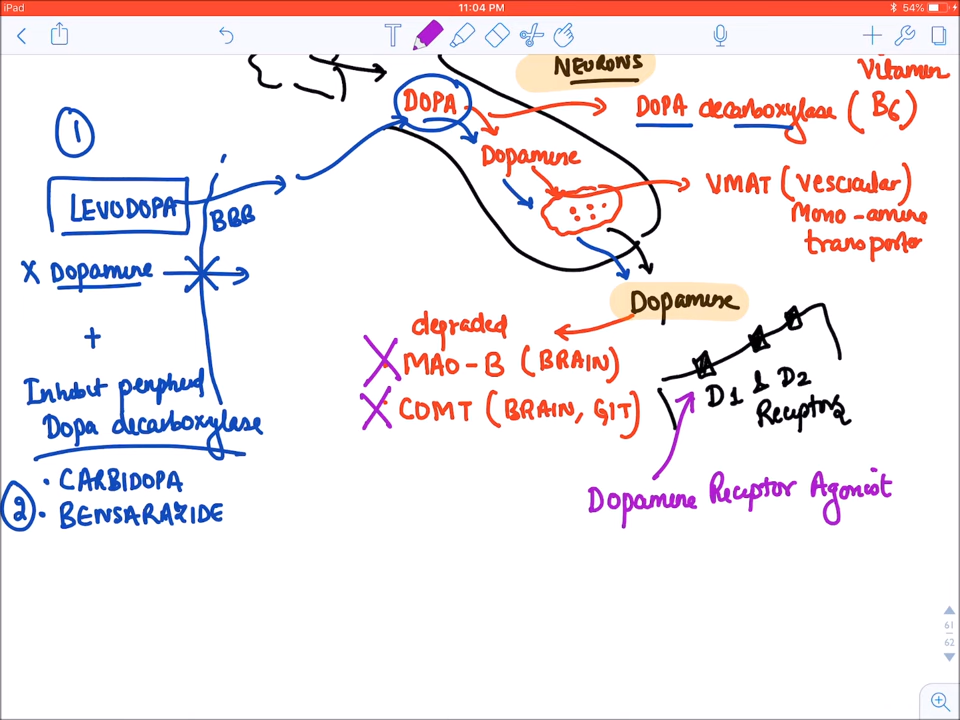 iPad
11:04 PM
54%
T
NEURONS
Vitamin
1
DOPA
DOPA decarboxylase (B6)
Dopamine
LEVODOPA
BBB
VMAT (vescicular)
Mono-amine
transporto
X Dopamine
+
Dopamine
degraded
MAO-B (BRAIN)
COMT (BRAIN, GIT)
D1 & D2
Receptors
Inhibit peripheral
Dopa decarboxylase
2
• CARBIDOPA
• BENSARAZIDE
Dopamine Receptor Agonist
61
62